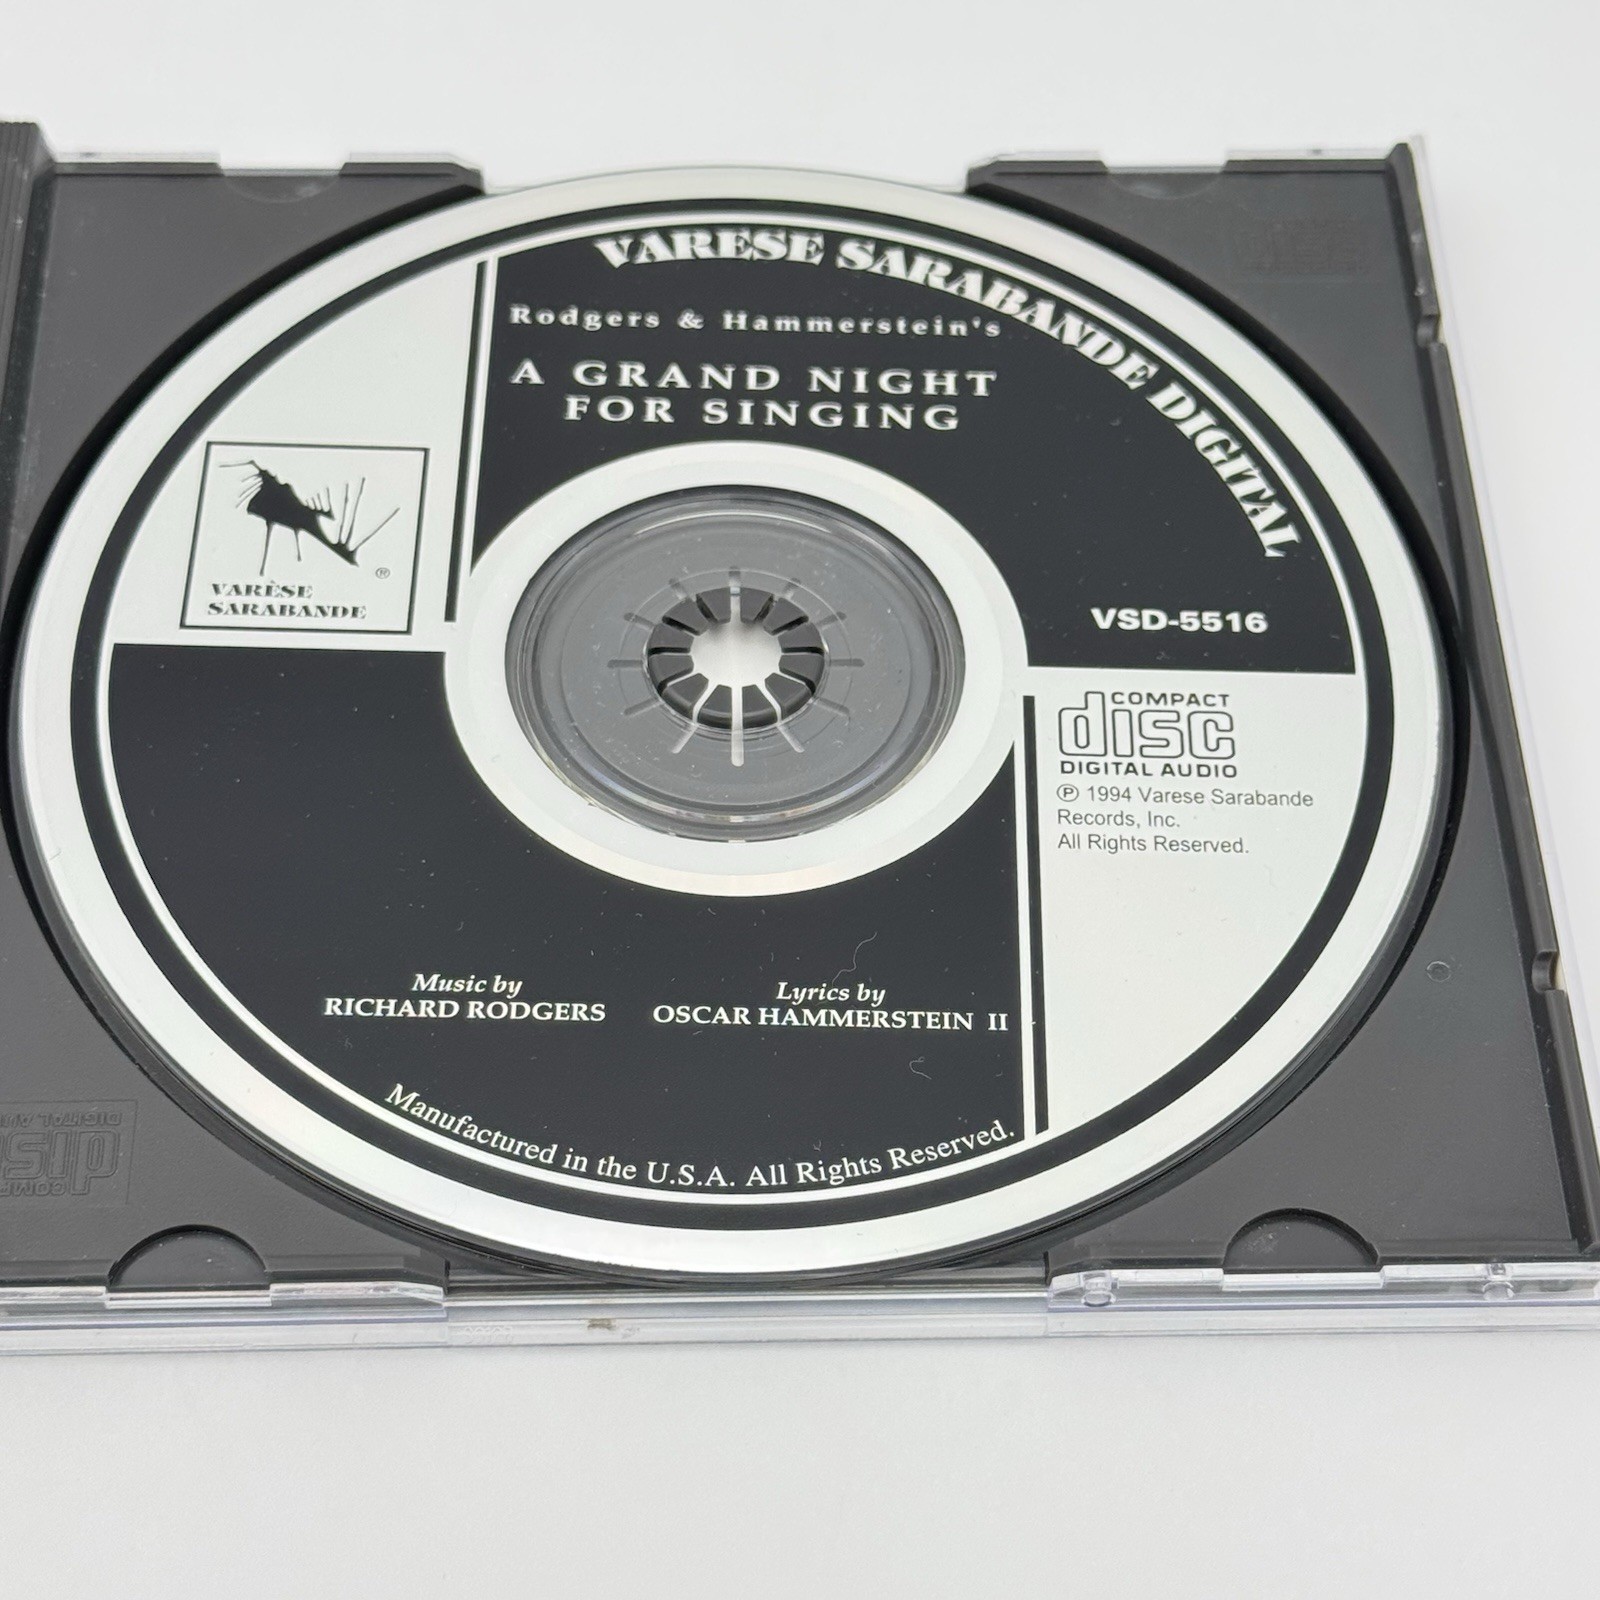 VARESE SARABANDE DIGITAL
Rodgers & Hammerstein's
A GRAND NIGHT
FOR SINGING
®
VARÈSE
SARABANDE
VSD-5516
COMPACT
disc
DIGITAL AUDIO
℗ 1994 Varese Sarabande
Records, Inc.
All Rights Reserved.
Music by
RICHARD RODGERS
Lyrics by
OSCAR HAMMERSTEIN II
Manufactured in the U.S.A. All Rights Reserved.